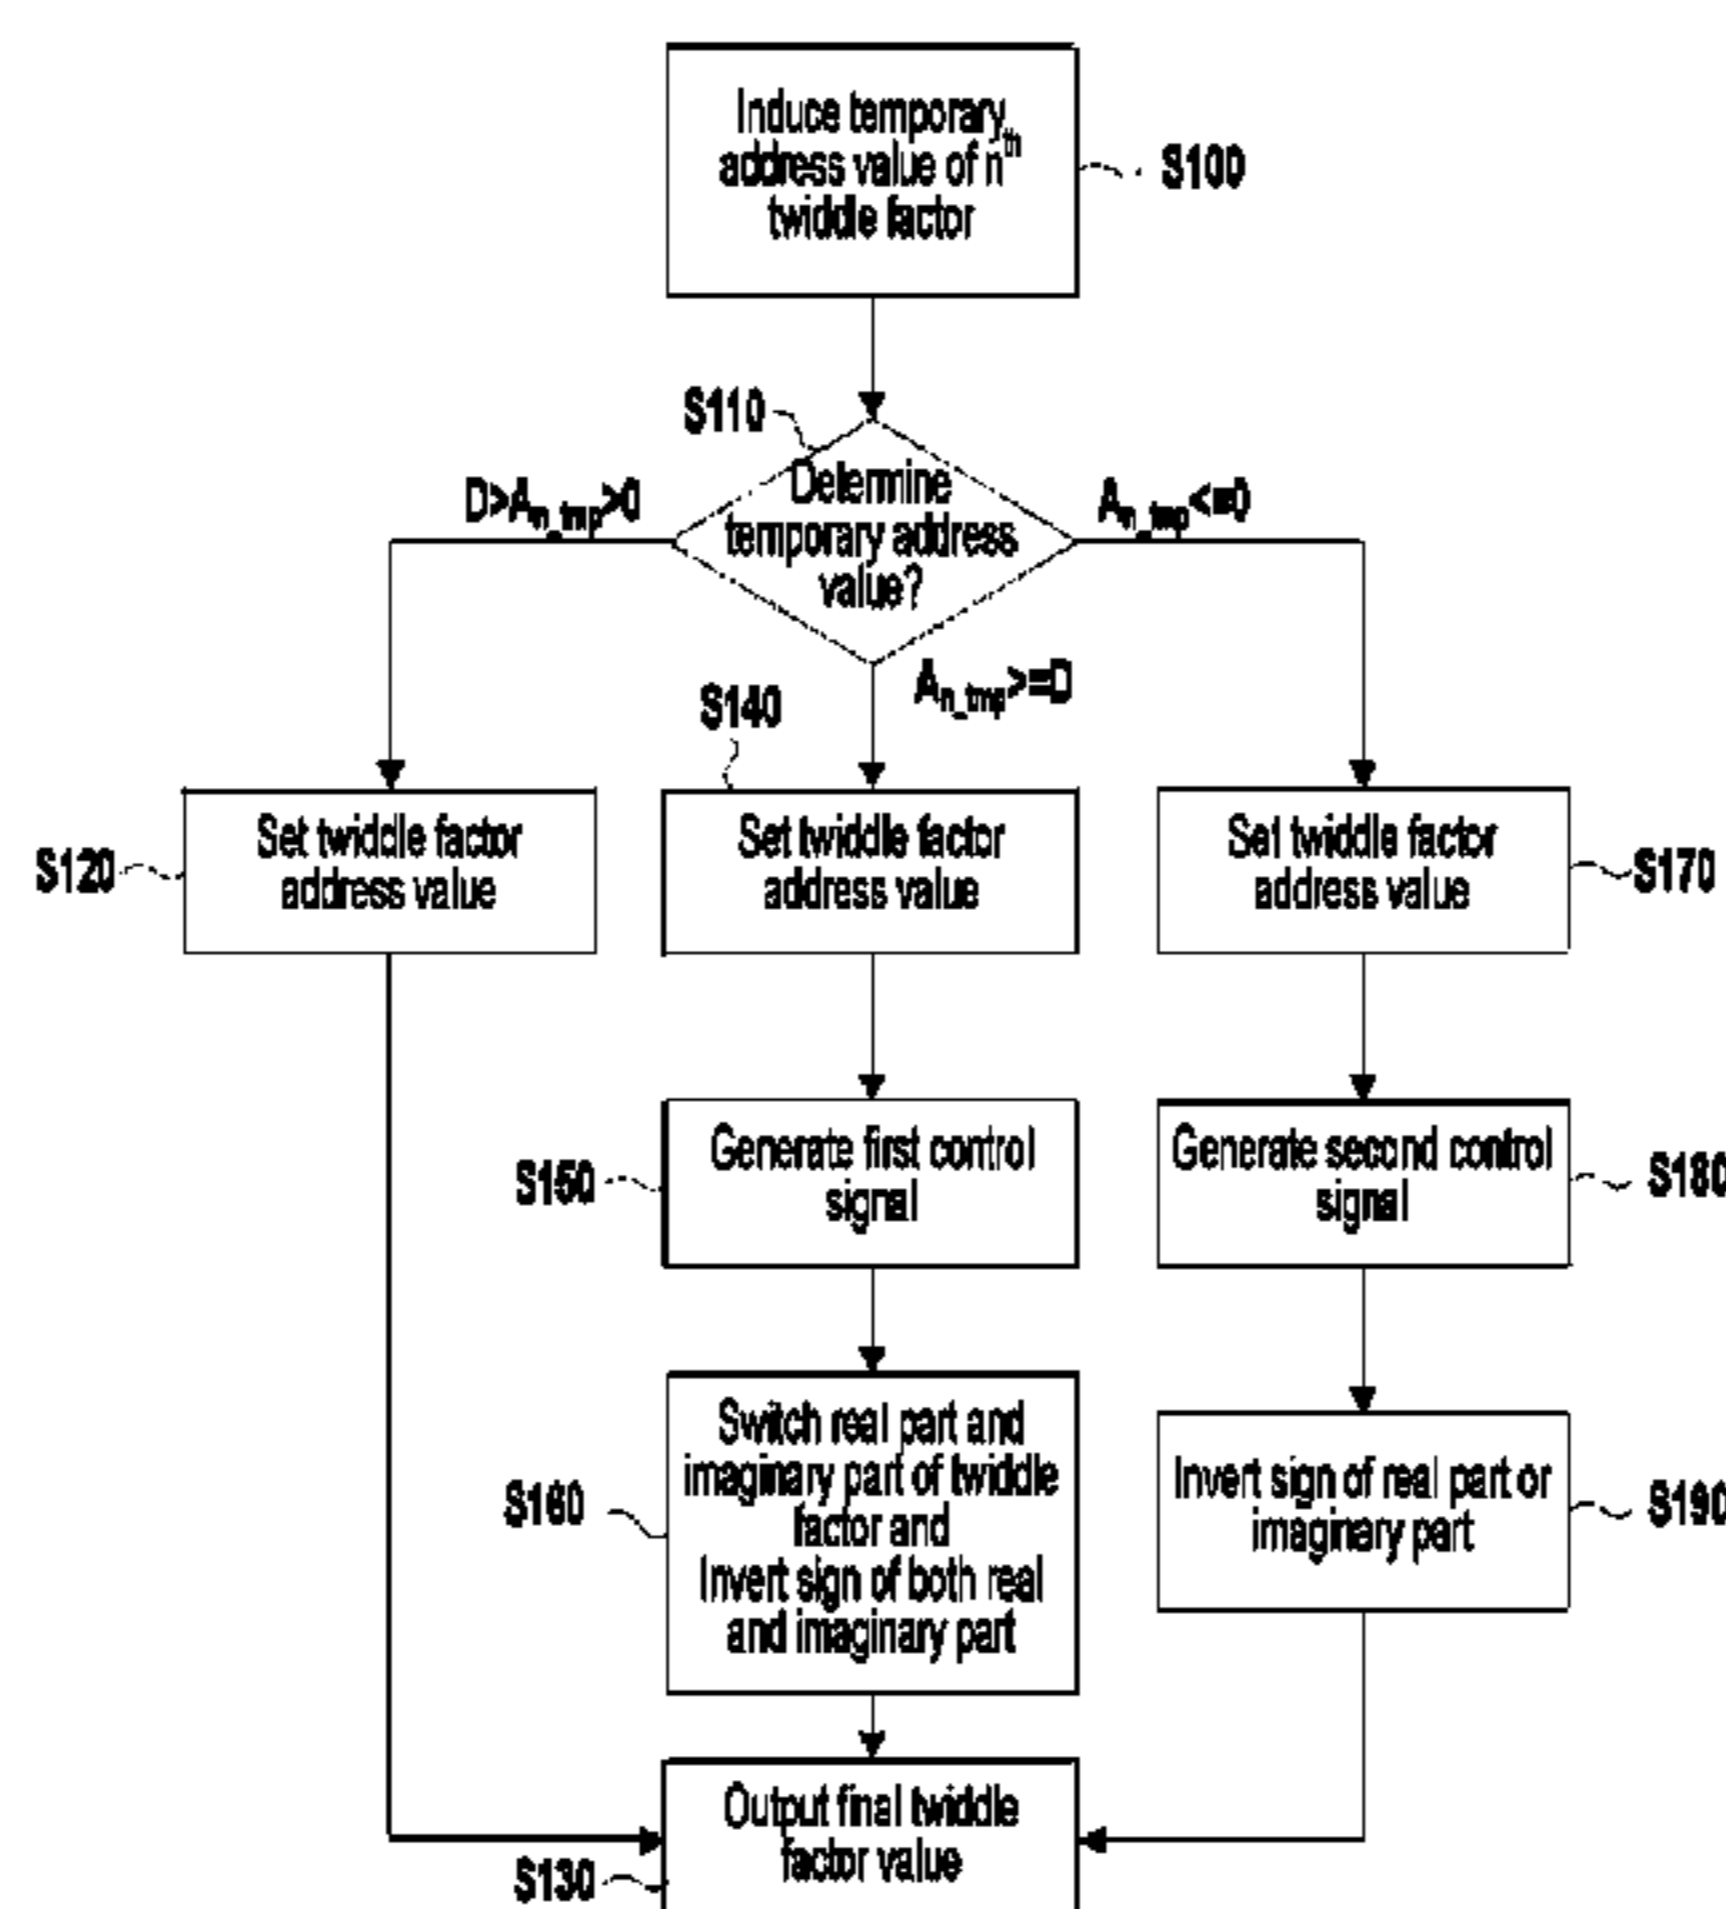 Induce temporary
address value of nth
twiddle factor
S100
S110
Determine
temporary address
value?
D>An_tmp>0
An_tmp<=0
An_tmp>=D
S120
Set twiddle factor
address value
S140
Set twiddle factor
address value
Set twiddle factor
address value
S170
S150
Generate first control
signal
Generate second control
signal
S180
S160
Switch real part and
imaginary part of twiddle
factor and
Invert sign of both real
and imaginary part
Invert sign of real part or
imaginary part
S190
Output final twiddle
factor value
S130